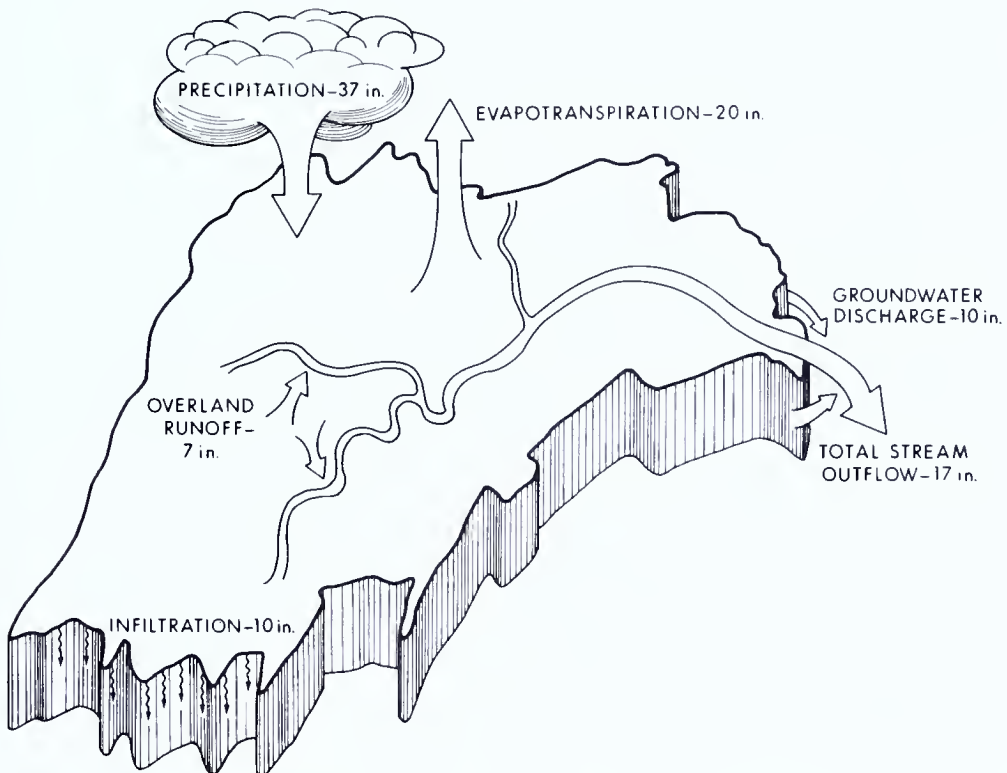 PRECIPITATION–37 in.
EVAPOTRANSPIRATION–20 in.
GROUNDWATER
DISCHARGE–10 in.
OVERLAND
RUNOFF–
7 in.
TOTAL STREAM
OUTFLOW–17 in.
INFILTRATION–10 in.